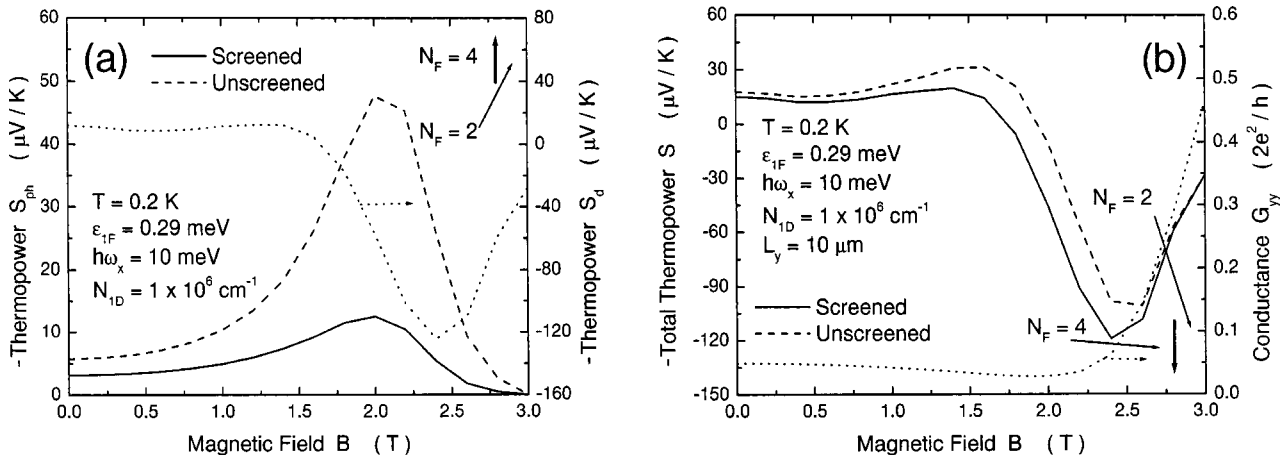 (a)
Screened
Unscreened
N_F = 4
N_F = 2
T = 0.2 K
ε_1F = 0.29 meV
hω_x = 10 meV
N_1D = 1 x 10^6 cm^-1
-Thermopower S_ph ( μV / K )
60
50
40
30
20
10
0
-Thermopower S_d ( μV / K )
80
40
0
-40
-80
-120
-160
0.0 0.5 1.0 1.5 2.0 2.5 3.0
Magnetic Field B ( T )
(b)
T = 0.2 K
ε_1F = 0.29 meV
hω_x = 10 meV
N_1D = 1 x 10^6 cm^-1
L_y = 10 μm
N_F = 2
Screened
Unscreened
N_F = 4
-Total Thermopower S ( μV / K )
60
30
0
-30
-60
-90
-120
-150
Conductance G_yy ( 2e^2 / h )
0.6
0.5
0.4
0.3
0.2
0.1
0.0
0.0 0.5 1.0 1.5 2.0 2.5 3.0
Magnetic Field B ( T )